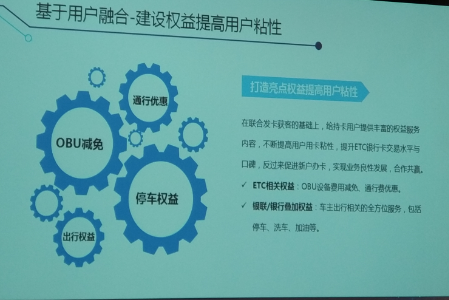 基于用户融合-建设权益提高用户粘性
通行优惠
OBU减免
停车权益
出行权益
打造亮点权益提高用户粘性
在联合发卡获客的基础上，给持卡用户提供丰富的权益服务
内容，不断提高用户用卡粘性，提升ETC银行卡交易水平与
口碑，反过来促进新户办卡，实现业务良性发展，合作共赢。
✓ ETC相关权益：OBU设备费用减免、通行费优惠。
✓ 银联/银行叠加权益：车主出行相关的全方位服务，包括
停车、洗车、加油等。